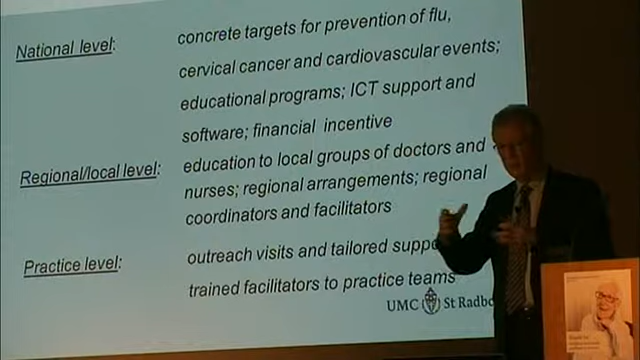 National level: concrete targets for prevention of flu,
cervical cancer and cardiovascular events;
educational programs; ICT support and
software; financial incentive
Regional/local level: education to local groups of doctors and
nurses; regional arrangements; regional
coordinators and facilitators
Practice level: outreach visits and tailored
trained facilitators to practice teams
UMC St